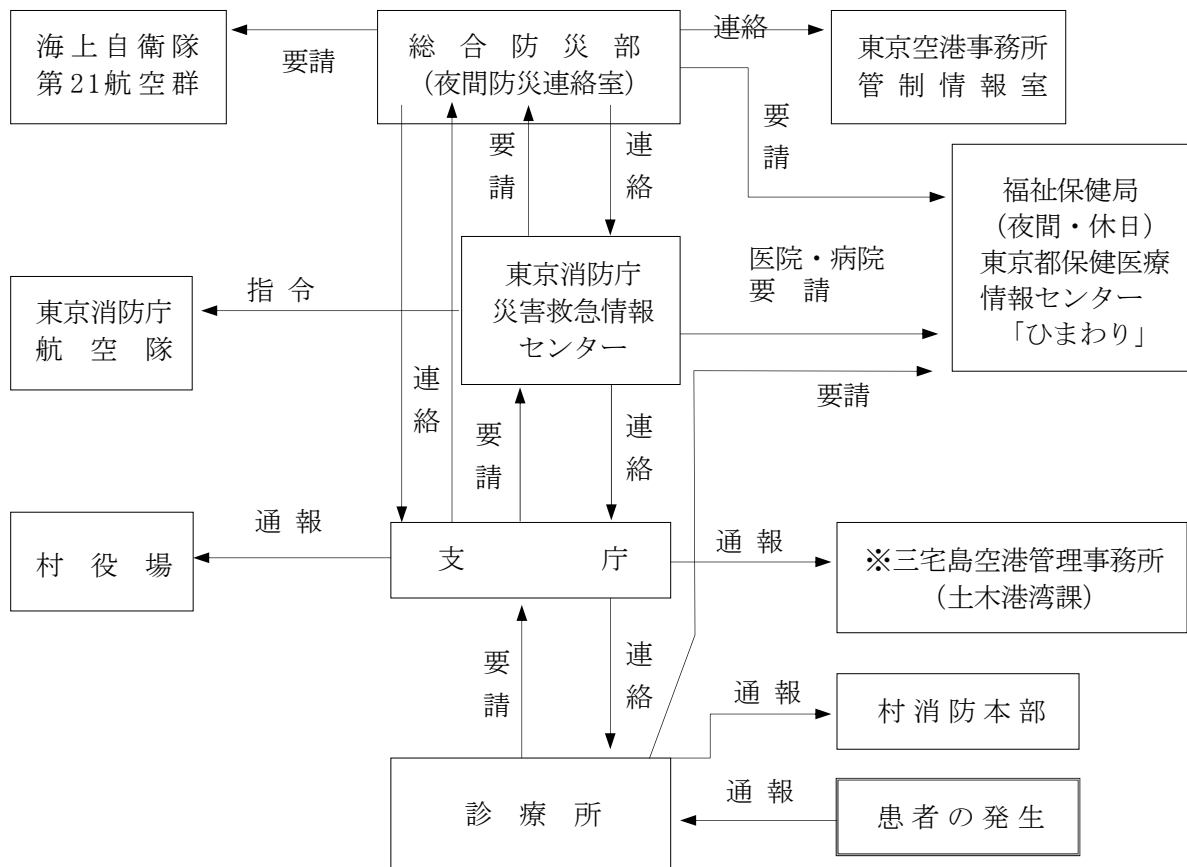 海上自衛隊
第21航空群
要請
総合防災部
（夜間防災連絡室）
連絡
東京空港事務所
管制情報室
要請
連絡
要請
福祉保健局
（夜間・休日）
東京都保健医療
情報センター
「ひまわり」
東京消防庁
航空隊
指令
東京消防庁
災害救急情報
センター
医院・病院
要請
連絡
要請
連絡
要請
村役場
通報
支庁
通報
※三宅島空港管理事務所
（土木港湾課）
要請
連絡
通報
村消防本部
診療所
通報
患者の発生